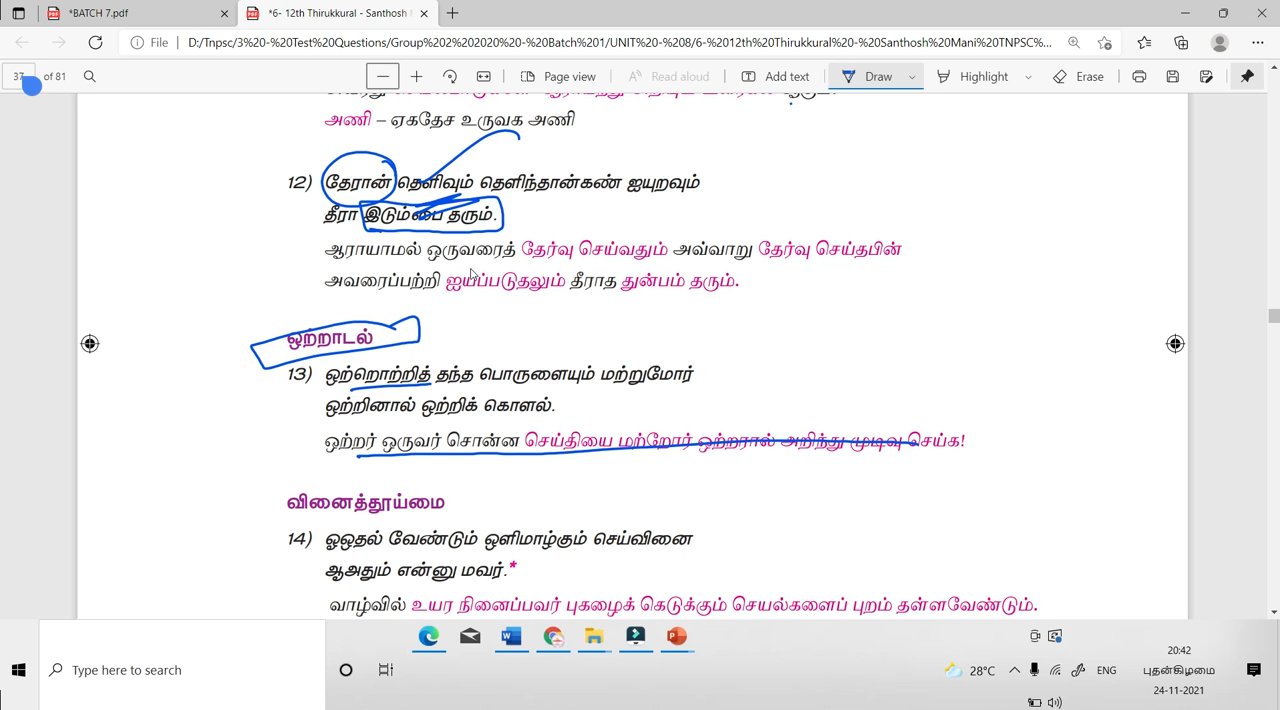 *BATCH 7.pdf
*6- 12th Thirukkural - Santhosh
File
D:/Tnpsc/3%20-%20Test%20Questions/Group%202%202020%20-%20Batch%201/UNIT%20-%208/6-%2012th%20Thirukkural%20-%20Santhosh%20Mani%20TNPSC%...
37 of 81
Page view
Read aloud
Add text
Draw
Highlight
Erase
அணி – ஏகதேச உருவக அணி
12) தேரான் தெளிவும் தெளிந்தான்கண் ஐயுறவும்
தீரா இடும்பை தரும்.
ஆராயாமல் ஒருவரைத் தேர்வு செய்வதும் அவ்வாறு தேர்வு செய்தபின்
அவரைப்பற்றி ஐயப்படுதலும் தீராத துன்பம் தரும்.
ஒற்றாடல்
13) ஒற்றொற்றித் தந்த பொருளையும் மற்றுமோர்
ஒற்றினால் ஒற்றிக் கொளல்.
ஒற்றர் ஒருவர் சொன்ன செய்தியை மற்றோர் ஒற்றரால் அறிந்து முடிவு செய்க!
வினைத்தூய்மை
14) ஓஒதல் வேண்டும் ஒளிமாழ்கும் செய்வினை
ஆஅதும் என்னு மவர்.*
வாழ்வில் உயர நினைப்பவர் புகழைக் கெடுக்கும் செயல்களைப் புறம் தள்ளவேண்டும்.
Type here to search
28°C
ENG
20:42
புதன்கிழமை
24-11-2021